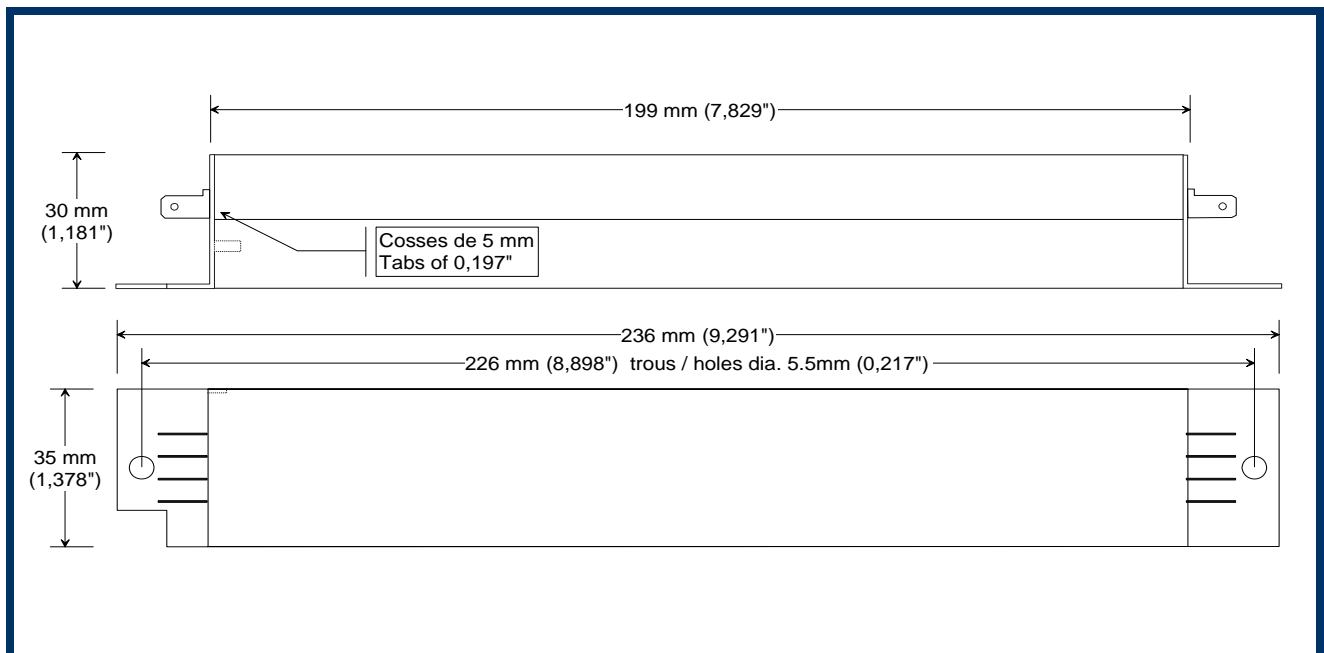 199 mm (7,829")
30 mm
(1,181")
Cosses de 5 mm
Tabs of 0,197"
236 mm (9,291")
226 mm (8,898") trous / holes dia. 5.5mm (0,217")
35 mm
(1,378")